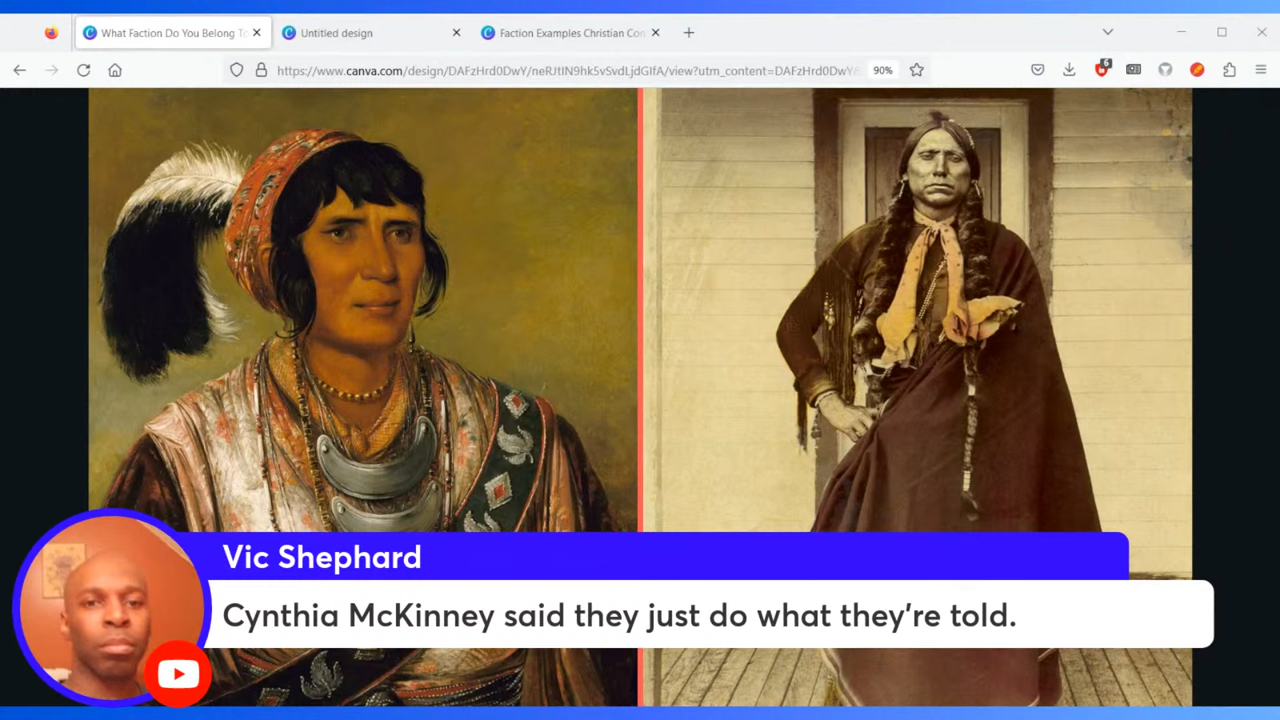 What Faction Do You Belong To
Untitled design
Faction Examples Christian Con
https://www.canva.com/design/DAFzHrd0DwY/neRJtIN9hk5vSvdLjdGIfA/view?utm_content=DAFzHrd0DwY&
90%
6
Vic Shephard
Cynthia McKinney said they just do what they're told.